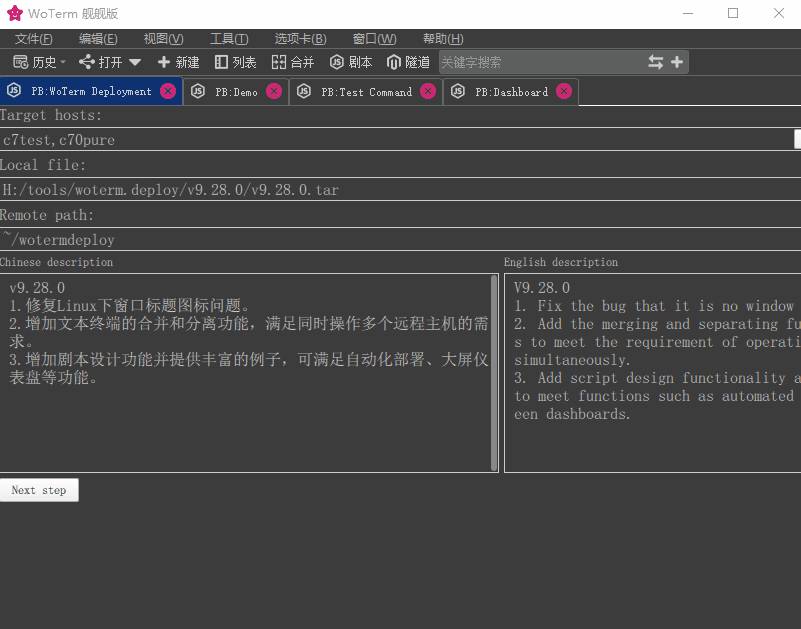 WoTerm 舰舰版
文件(F) 编辑(E) 视图(V) 工具(T) 选项卡(B) 窗口(W) 帮助(H)
历史 打开 新建 列表 合并 剧本 隧道 关键字搜索
PB:WoTerm Deployment PB:Demo PB:Test Command PB:Dashboard
Target hosts:
c7test,c70pure
Local file:
H:/tools/woterm.deploy/v9.28.0/v9.28.0.tar
Remote path:
~/wotermdeploy
Chinese description
v9.28.0
1.修复Linux下窗口标题图标问题。
2.增加文本终端的合并和分离功能，满足同时操作多个远程主机的需
求。
3.增加剧本设计功能并提供丰富的例子，可满足自动化部署、大屏仪
表盘等功能。
English description
V9.28.0
1. Fix the bug that it is no window
2. Add the merging and separating fu
s to meet the requirement of operati
simultaneously.
3. Add script design functionality a
to meet functions such as automated
een dashboards.
Next step